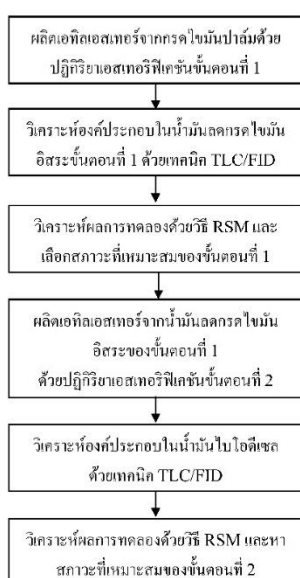 ผลิตเอทิลเอสเทอร์จากกรดไขมันปาล์มด้วย
ปฏิกิริยาเอสเทอริฟิเคชันขั้นตอนที่ 1
วิเคราะห์องค์ประกอบในน้ำมันลดกรดไขมัน
อิสระขั้นตอนที่ 1 ด้วยเทคนิค TLC/FID
วิเคราะห์ผลการทดลองด้วยวิธี RSM และ
เลือกสภาวะที่เหมาะสมของขั้นตอนที่ 1
ผลิตเอทิลเอสเทอร์จากน้ำมันลดกรดไขมัน
อิสระของขั้นตอนที่ 1
ด้วยปฏิกิริยาเอสเทอริฟิเคชันขั้นตอนที่ 2
วิเคราะห์องค์ประกอบในน้ำมันไบโอดีเซล
ด้วยเทคนิค TLC/FID
วิเคราะห์ผลการทดลองด้วยวิธี RSM และหา
สภาวะที่เหมาะสมของขั้นตอนที่ 2